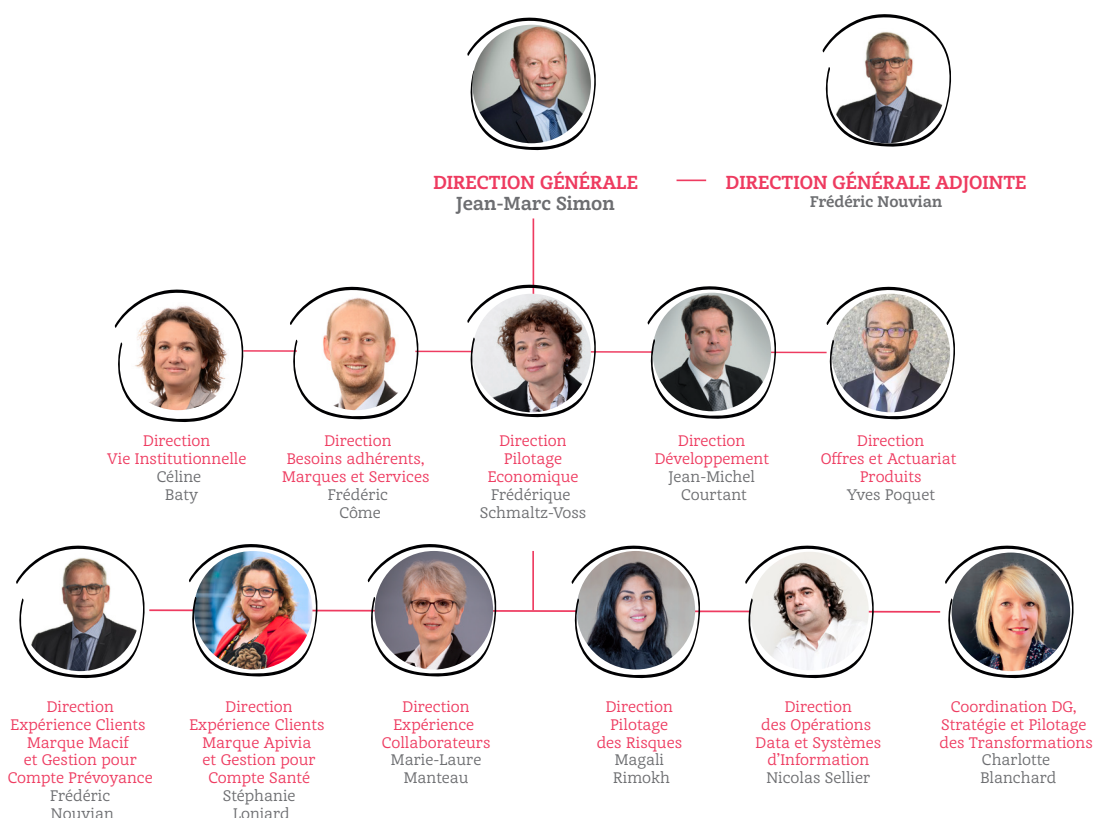 DIRECTION GÉNÉRALE
Jean-Marc Simon
DIRECTION GÉNÉRALE ADJOINTE
Frédéric Nouvian
Direction
Vie Institutionnelle
Céline
Baty
Direction
Besoins adhérents,
Marques et Services
Frédéric
Côme
Direction
Pilotage
Economique
Frédérique
Schmaltz-Voss
Direction
Développement
Jean-Michel
Courtant
Direction
Offres et Actuariat
Produits
Yves Poquet
Direction
Expérience Clients
Marque Macif
et Gestion pour
Compte Prévoyance
Frédéric
Nouvian
Direction
Expérience Clients
Marque Apivia
et Gestion pour
Compte Santé
Stéphanie
Loniard
Direction
Expérience
Collaborateurs
Marie-Laure
Manteau
Direction
Pilotage
des Risques
Magali
Rimokh
Direction
des Opérations
Data et Systèmes
d'Information
Nicolas Sellier
Coordination DG,
Stratégie et Pilotage
des Transformations
Charlotte
Blanchard